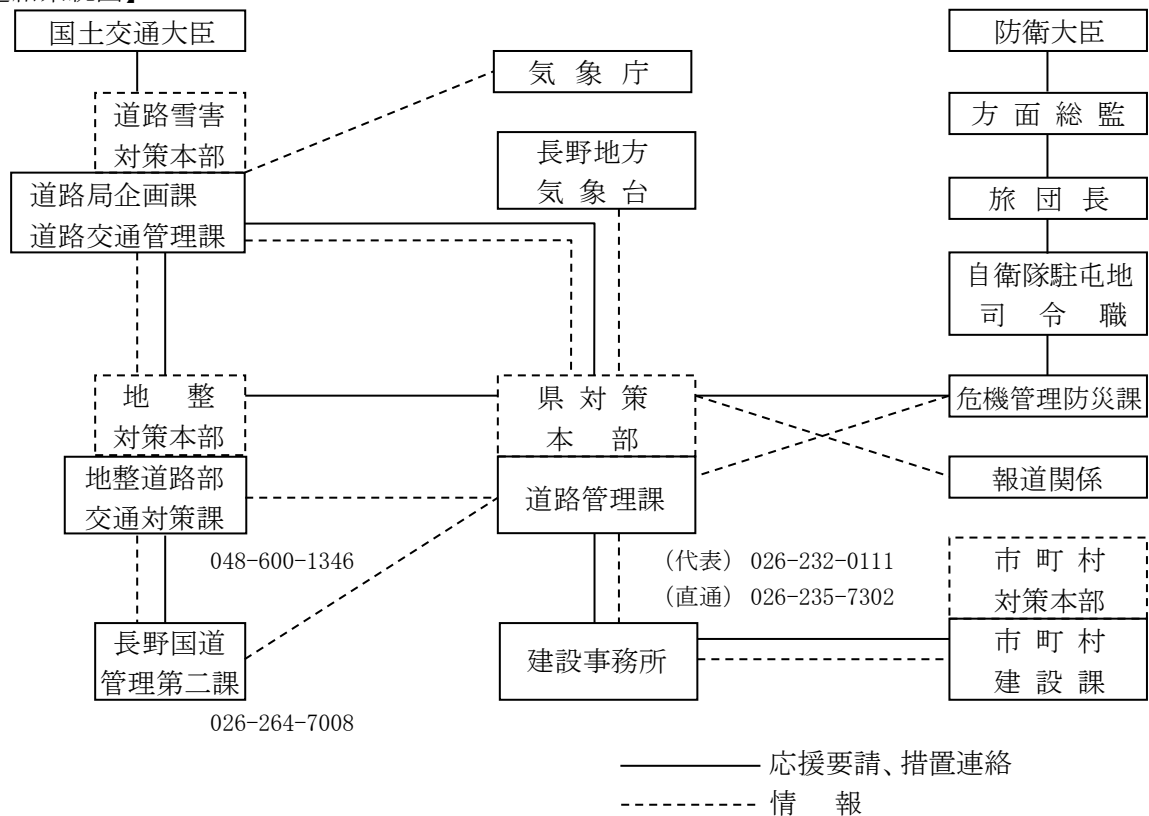 国土交通大臣
防衛大臣
気象庁
道路雪害
対策本部
方面総監
長野地方
気象台
道路局企画課
道路交通管理課
旅団長
自衛隊駐屯地
司令職
地整
対策本部
県対策
本部
危機管理防災課
地整道路部
交通対策課
道路管理課
報道関係
048-600-1346
(代表) 026-232-0111
(直通) 026-235-7302
市町村
対策本部
長野国道
管理第二課
建設事務所
市町村
建設課
026-264-7008
応援要請、措置連絡
情報